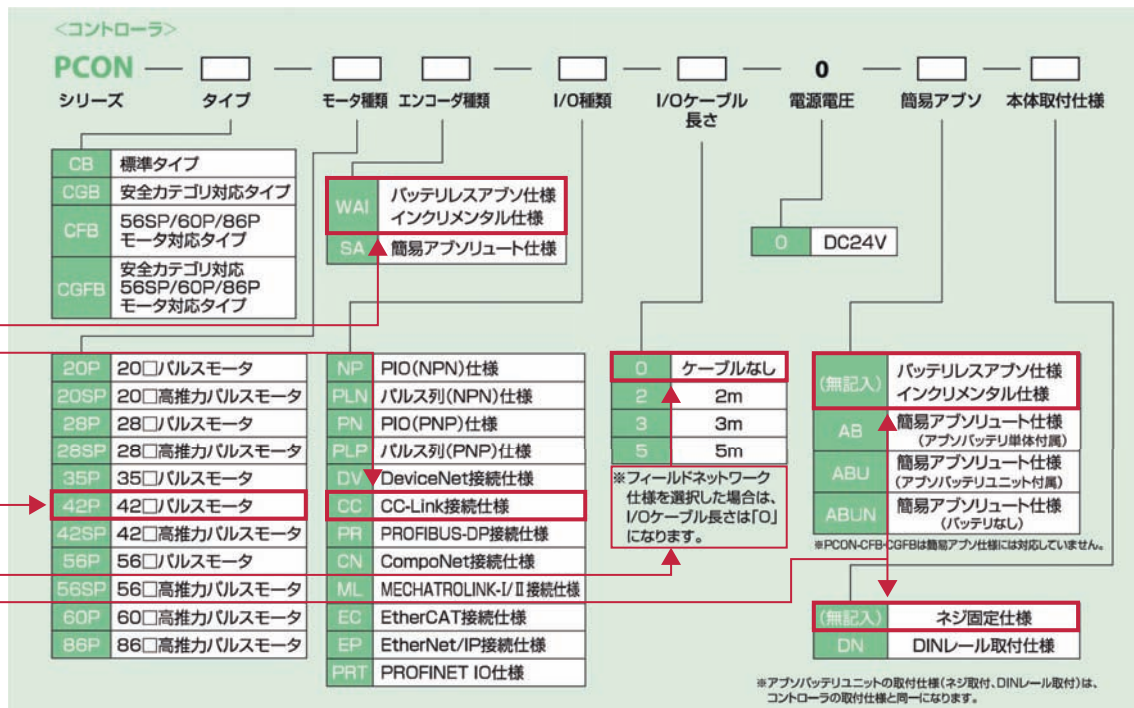 <コントローラ>
PCON — □ — □ □ — □ — □ — 0 — □ — □
シリーズ タイプ モータ種類 エンコーダ種類 I/O種類 I/Oケーブル長さ 電源電圧 簡易アブソ 本体取付仕様
CB 標準タイプ
CGB 安全カテゴリ対応タイプ
CFB 56SP/60P/86P
モータ対応タイプ
CGFB 安全カテゴリ対応
56SP/60P/86P
モータ対応タイプ
WAI バッテリレスアブソ仕様
インクリメンタル仕様
SA 簡易アブソリュート仕様
0 DC24V
20P 20□パルスモータ
20SP 20□高推力パルスモータ
28P 28□パルスモータ
28SP 28□高推力パルスモータ
35P 35□パルスモータ
42P 42□パルスモータ
42SP 42□高推力パルスモータ
56P 56□パルスモータ
56SP 56□高推力パルスモータ
60P 60□高推力パルスモータ
86P 86□高推力パルスモータ
NP PIO(NPN)仕様
PLN パルス列(NPN)仕様
PN PIO(PNP)仕様
PLP パルス列(PNP)仕様
DV DeviceNet接続仕様
CC CC-Link接続仕様
PR PROFIBUS-DP接続仕様
CN CompoNet接続仕様
ML MECHATROLINK-I/Ⅱ接続仕様
EC EtherCAT接続仕様
EP EtherNet/IP接続仕様
PRT PROFINET IO仕様
0 ケーブルなし
2 2m
3 3m
5 5m
※フィールドネットワーク
仕様を選択した場合は、
I/Oケーブル長さは「0」
になります。
(無記入) バッテリレスアブソ仕様
インクリメンタル仕様
AB 簡易アブソリュート仕様
(アブソバッテリ単体付属)
ABU 簡易アブソリュート仕様
(アブソバッテリユニット付属)
ABUN 簡易アブソリュート仕様
(バッテリなし)
※PCON-CFB・CGFBは簡易アブソ仕様には対応していません。
(無記入) ネジ固定仕様
DN DINレール取付仕様
※アブソバッテリユニットの取付仕様(ネジ取付、DINレール取付)は、
コントローラの取付仕様と同一になります。